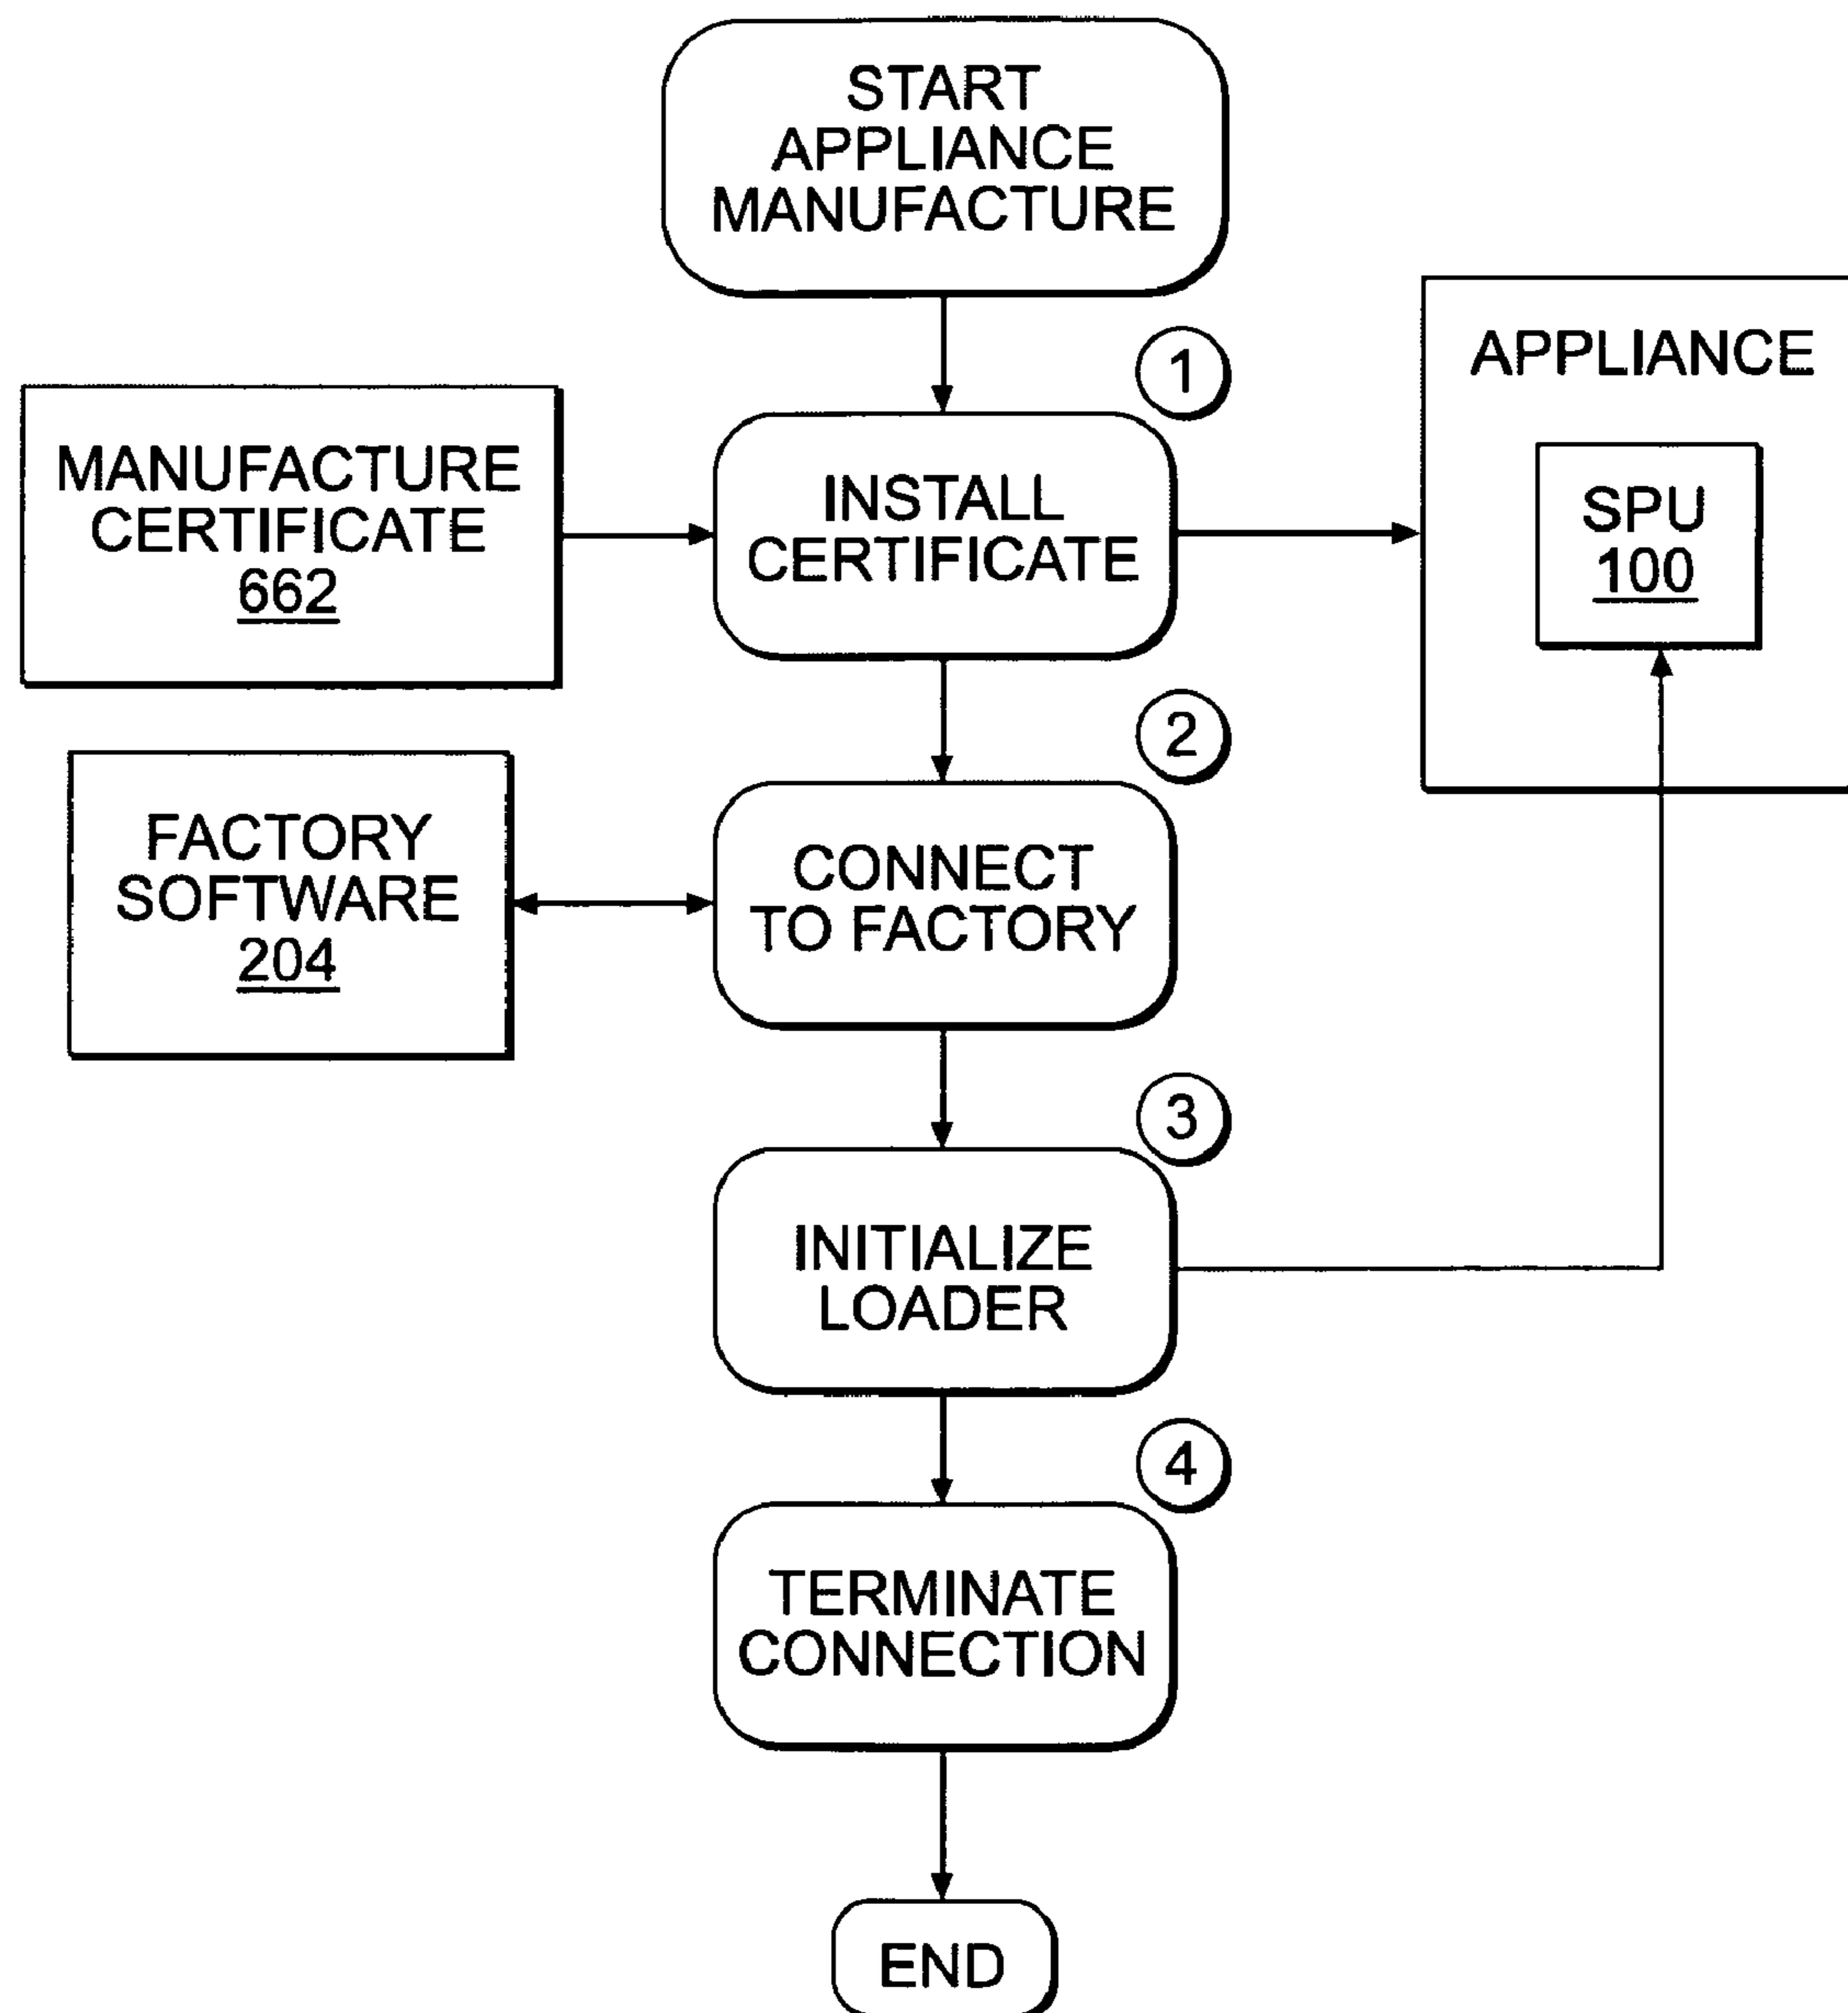 START
APPLIANCE
MANUFACTURE
1
APPLIANCE
MANUFACTURE
CERTIFICATE
662
INSTALL
CERTIFICATE
SPU
100
2
FACTORY
SOFTWARE
204
CONNECT
TO FACTORY
3
INITIALIZE
LOADER
4
TERMINATE
CONNECTION
END